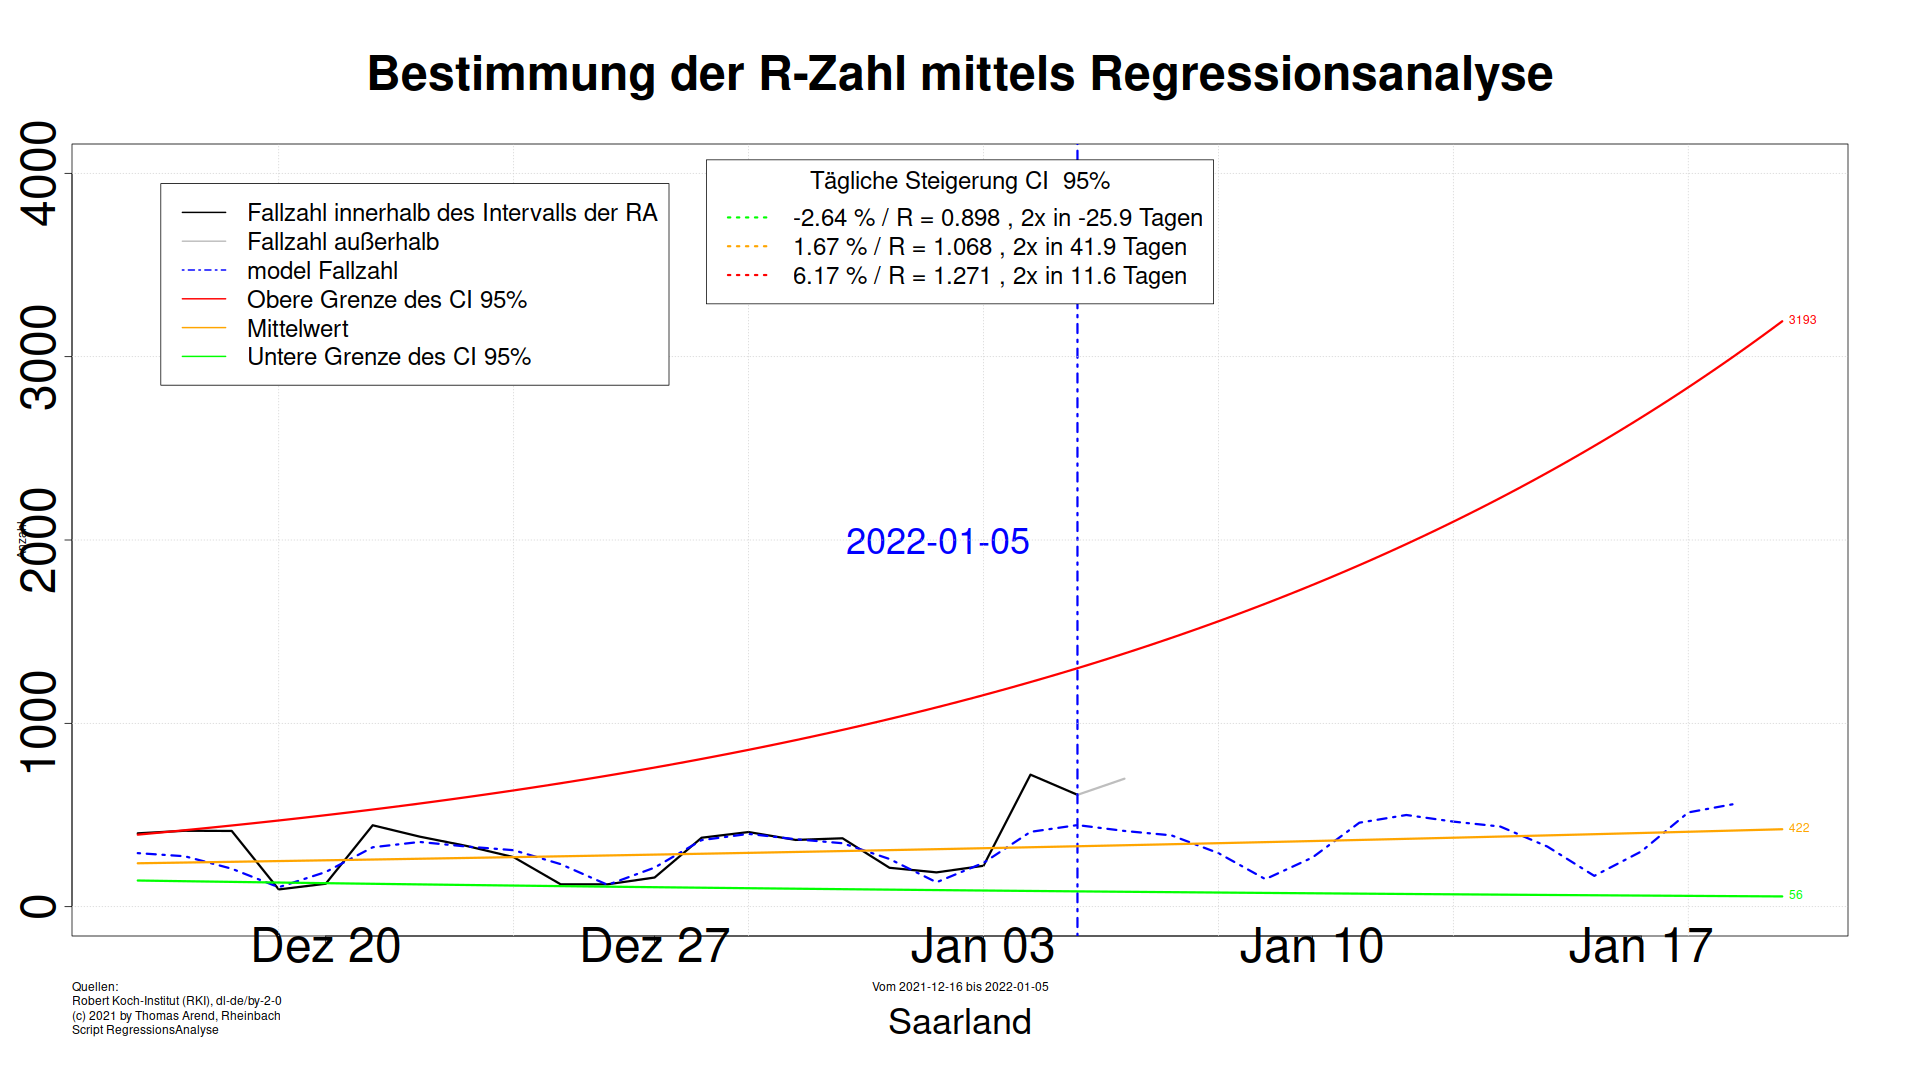 Bestimmung der R-Zahl mittels Regressionsanalyse
Anzahl
4000
3000
2000
1000
0
Fallzahl innerhalb des Intervalls der RA
Fallzahl außerhalb
model Fallzahl
Obere Grenze des CI 95%
Mittelwert
Untere Grenze des CI 95%
Tägliche Steigerung CI  95%
-2.64 % / R = 0.898 , 2x in -25.9 Tagen
1.67 % / R = 1.068 , 2x in 41.9 Tagen
6.17 % / R = 1.271 , 2x in 11.6 Tagen
3193
2022-01-05
422
56
Dez 20
Dez 27
Jan 03
Jan 10
Jan 17
Quellen:
Robert Koch-Institut (RKI), dl-de/by-2-0
(c) 2021 by Thomas Arend, Rheinbach
Script RegressionsAnalyse
Vom 2021-12-16 bis 2022-01-05
Saarland